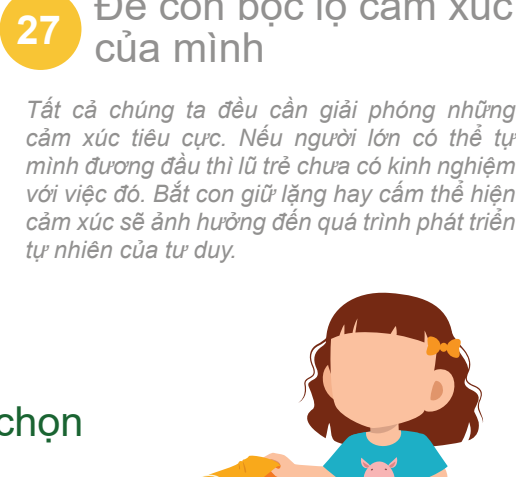 27
Để con bộc lộ cảm xúc
của mình
Tất cả chúng ta đều cần giải phóng những
cảm xúc tiêu cực. Nếu người lớn có thể tự
mình đương đầu thì lũ trẻ chưa có kinh nghiệm
với việc đó. Bắt con giữ lặng hay cấm thể hiện
cảm xúc sẽ ảnh hưởng đến quá trình phát triển
tự nhiên của tư duy.
chọn